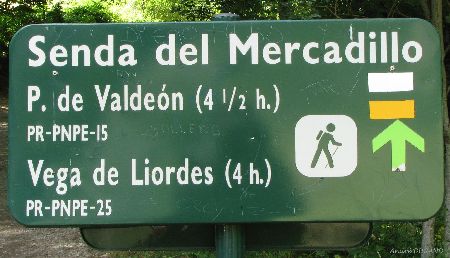 Senda del Mercadillo
P. de Valdeón (4 1/2 h.)
PR-PNPE-15
Vega de Liordes (4 h.)
PR-PNPE-25